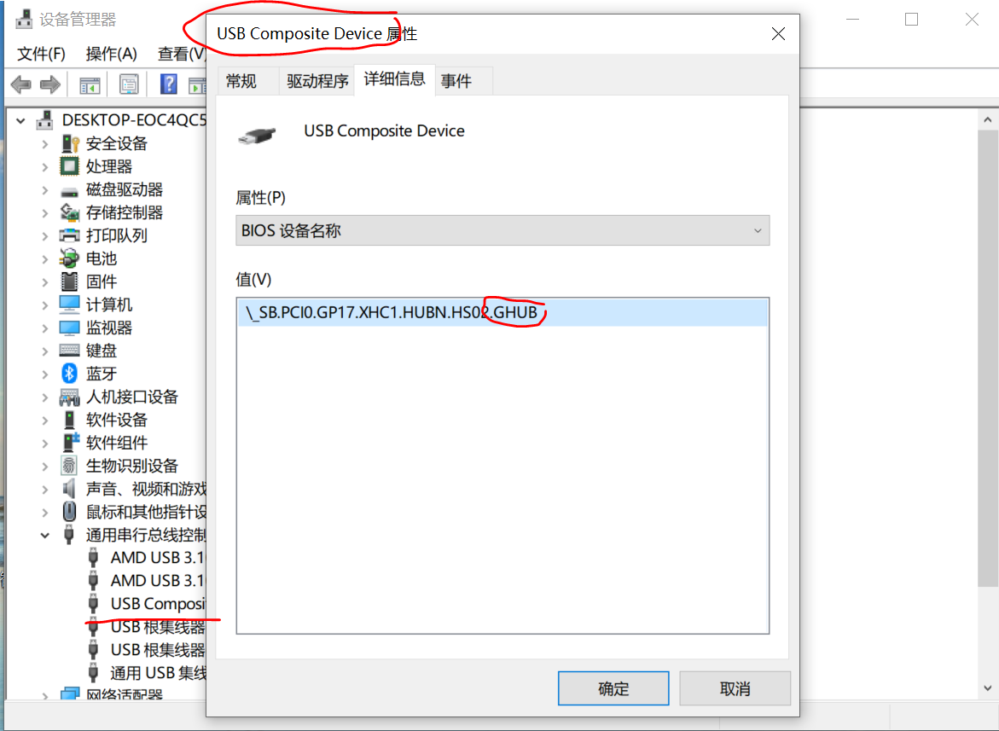 设备管理器
文件(F) 操作(A) 查看(V)
DESKTOP-EOC4QC5
安全设备
处理器
磁盘驱动器
存储控制器
打印队列
电池
固件
计算机
监视器
键盘
蓝牙
人机接口设备
软件设备
软件组件
生物识别设备
声音、视频和游戏
鼠标和其他指针设
通用串行总线控制
AMD USB 3.10
AMD USB 3.10
USB Composi
USB 根集线器
USB 根集线器
通用 USB 集线
网络适配器
USB Composite Device 属性
常规 驱动程序 详细信息 事件
USB Composite Device
属性(P)
BIOS 设备名称
值(V)
\_SB.PCI0.GP17.XHC1.HUBN.HS02.GHUB
确定 取消